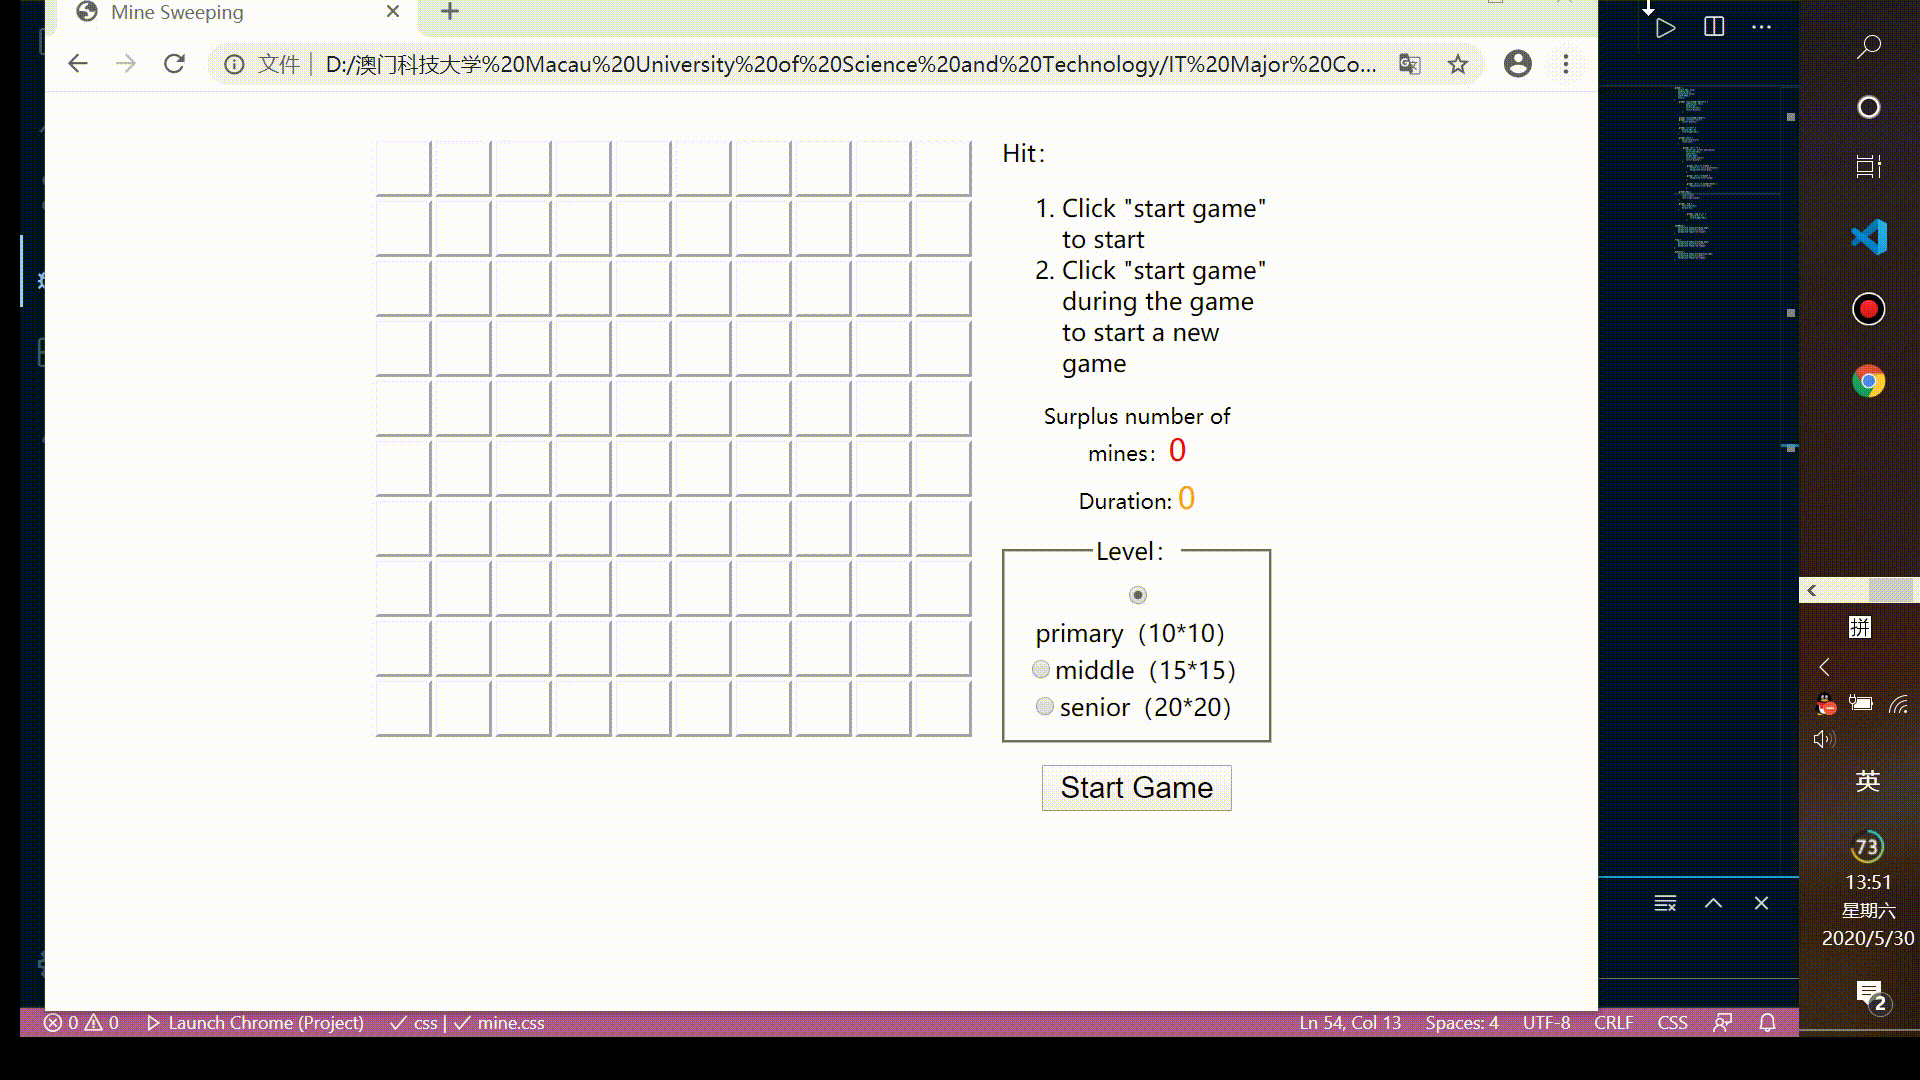 Mine Sweeping
文件 D:/澳门科技大学%20Macau%20University%20of%20Science%20and%20Technology/IT%20Major%20Co...
Hit：
1. Click "start game"
to start
2. Click "start game"
during the game
to start a new
game
Surplus number of
mines：0
Duration: 0
Level：
primary（10*10）
middle（15*15）
senior（20*20）
Start Game
拼
英
73
13:51
星期六
2020/5/30
2
0 0 Launch Chrome (Project) css | mine.css Ln 54, Col 13 Spaces: 4 UTF-8 CRLF CSS